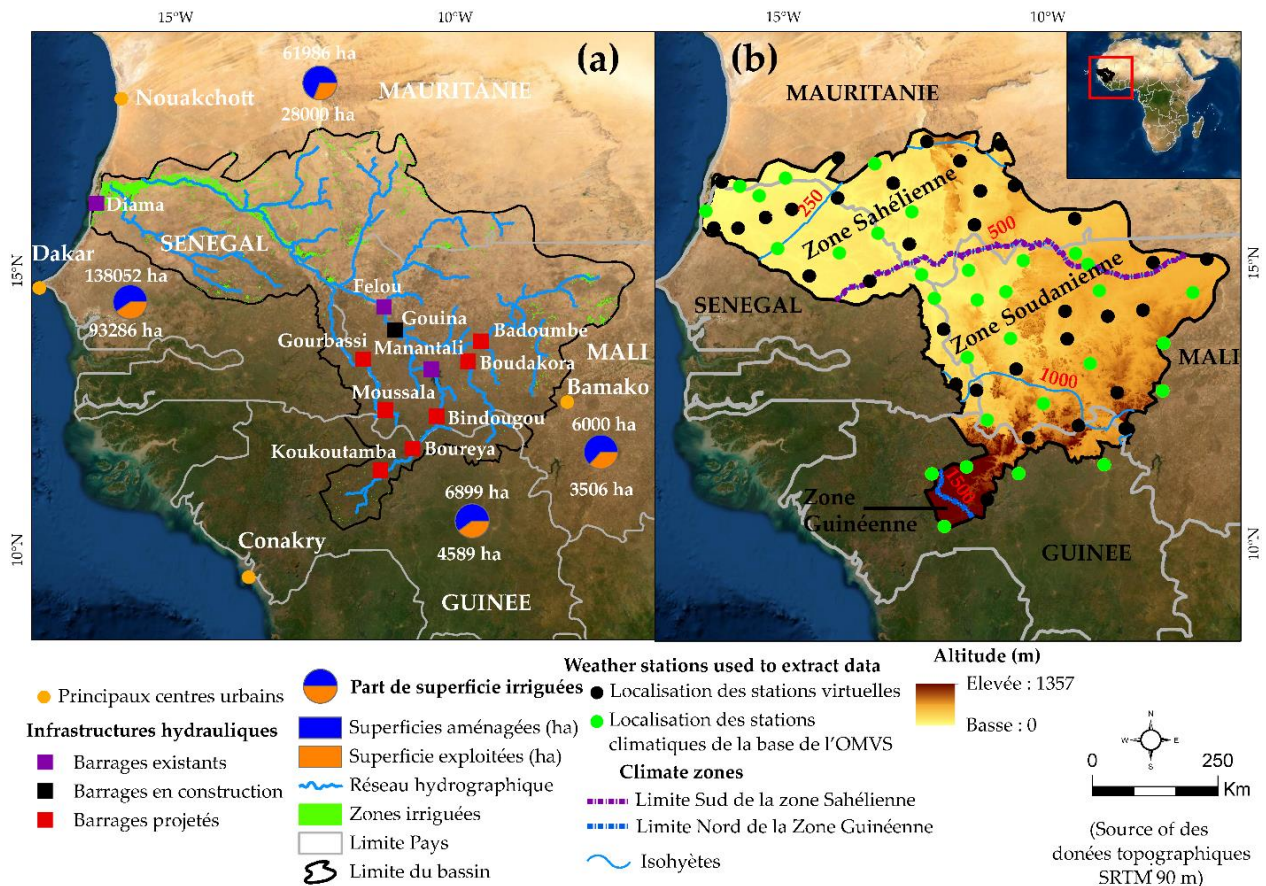 15°W
10°W
15°W
10°W
(a)
61986 ha
28000 ha
MAURITANIE
Nouakchott
Diama
SENEGAL
Dakar
138052 ha
93286 ha
Felou
Gouina
Gourbassi
Manantali
Badoumbe
Boudakora
MALI
Bamako
Moussala
6000 ha
Bindougou
Koukoutamba
Boureya
3506 ha
6899 ha
4589 ha
Conakry
GUINEE
15°N
10°N
(b)
MAURITANIE
250
Zone Sahélienne
500
SENEGAL
Zone Soudanienne
MALI
1000
1500
Zone
Guinéenne
GUINEE
15°N
10°N
Principaux centres urbains
Infrastructures hydrauliques
Barrages existants
Barrages en construction
Barrages projetés
Part de superficie irriguées
Superficies aménagées (ha)
Superficie exploitées (ha)
Réseau hydrographique
Zones irriguées
Limite Pays
Limite du bassin
Weather stations used to extract data
Localisation des stations virtuelles
Localisation des stations
climatiques de la base de l'OMVS
Climate zones
Limite Sud de la zone Sahélienne
Limite Nord de la Zone Guinéenne
Isohyètes
Altitude (m)
Elevée : 1357
Basse : 0
N
W
E
S
0
250
Km
(Source of des
donées topographiques
SRTM 90 m)